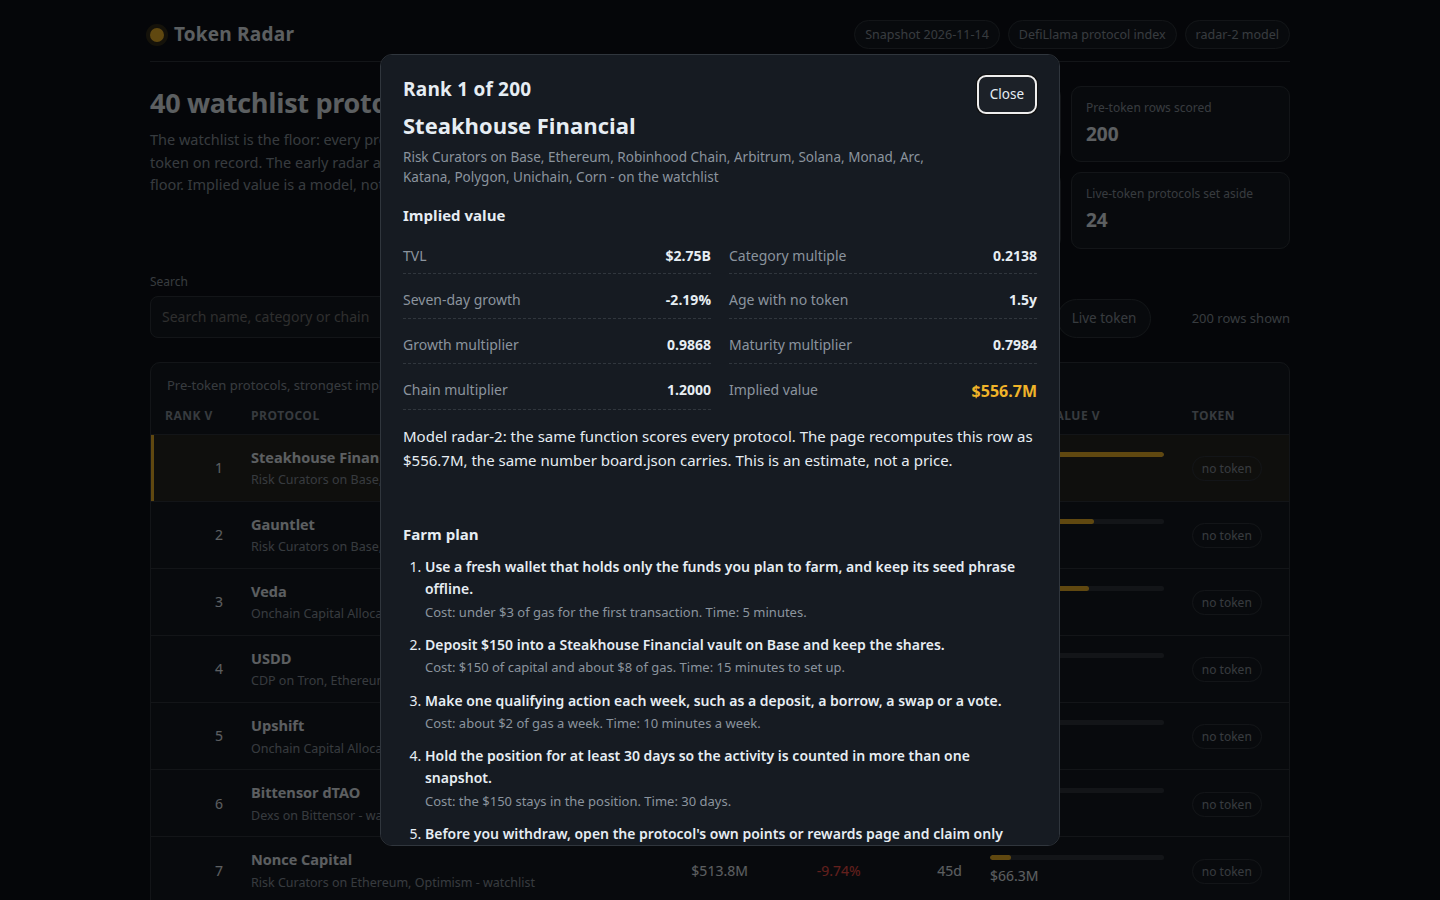 Token Radar
Snapshot 2026-11-14
DefiLlama protocol index
radar-2 model
40 watchlist proto
The watchlist is the floor: every pr
token on record. The early radar a
floor. Implied value is a model, not
Pre-token rows scored
200
Live-token protocols set aside
24
Search
Search name, category or chain
Live token
200 rows shown
Pre-token protocols, strongest imp
RANK V
PROTOCOL
ALUE V
TOKEN
1
Steakhouse Finan
Risk Curators on Base,
no token
2
Gauntlet
Risk Curators on Base,
no token
3
Veda
Onchain Capital Alloca
no token
4
USDD
CDP on Tron, Ethereum
no token
5
Upshift
Onchain Capital Alloca
no token
6
Bittensor dTAO
Dexs on Bittensor - wa
no token
7
Nonce Capital
Risk Curators on Ethereum, Optimism - watchlist
$513.8M
-9.74%
45d
$66.3M
no token
Rank 1 of 200
Close
Steakhouse Financial
Risk Curators on Base, Ethereum, Robinhood Chain, Arbitrum, Solana, Monad, Arc,
Katana, Polygon, Unichain, Corn - on the watchlist
Implied value
TVL
$2.75B
Category multiple
0.2138
Seven-day growth
-2.19%
Age with no token
1.5y
Growth multiplier
0.9868
Maturity multiplier
0.7984
Chain multiplier
1.2000
Implied value
$556.7M
Model radar-2: the same function scores every protocol. The page recomputes this row as
$556.7M, the same number board.json carries. This is an estimate, not a price.
Farm plan
1. Use a fresh wallet that holds only the funds you plan to farm, and keep its seed phrase
offline.
Cost: under $3 of gas for the first transaction. Time: 5 minutes.
2. Deposit $150 into a Steakhouse Financial vault on Base and keep the shares.
Cost: $150 of capital and about $8 of gas. Time: 15 minutes to set up.
3. Make one qualifying action each week, such as a deposit, a borrow, a swap or a vote.
Cost: about $2 of gas a week. Time: 10 minutes a week.
4. Hold the position for at least 30 days so the activity is counted in more than one
snapshot.
Cost: the $150 stays in the position. Time: 30 days.
5. Before you withdraw, open the protocol's own points or rewards page and claim only